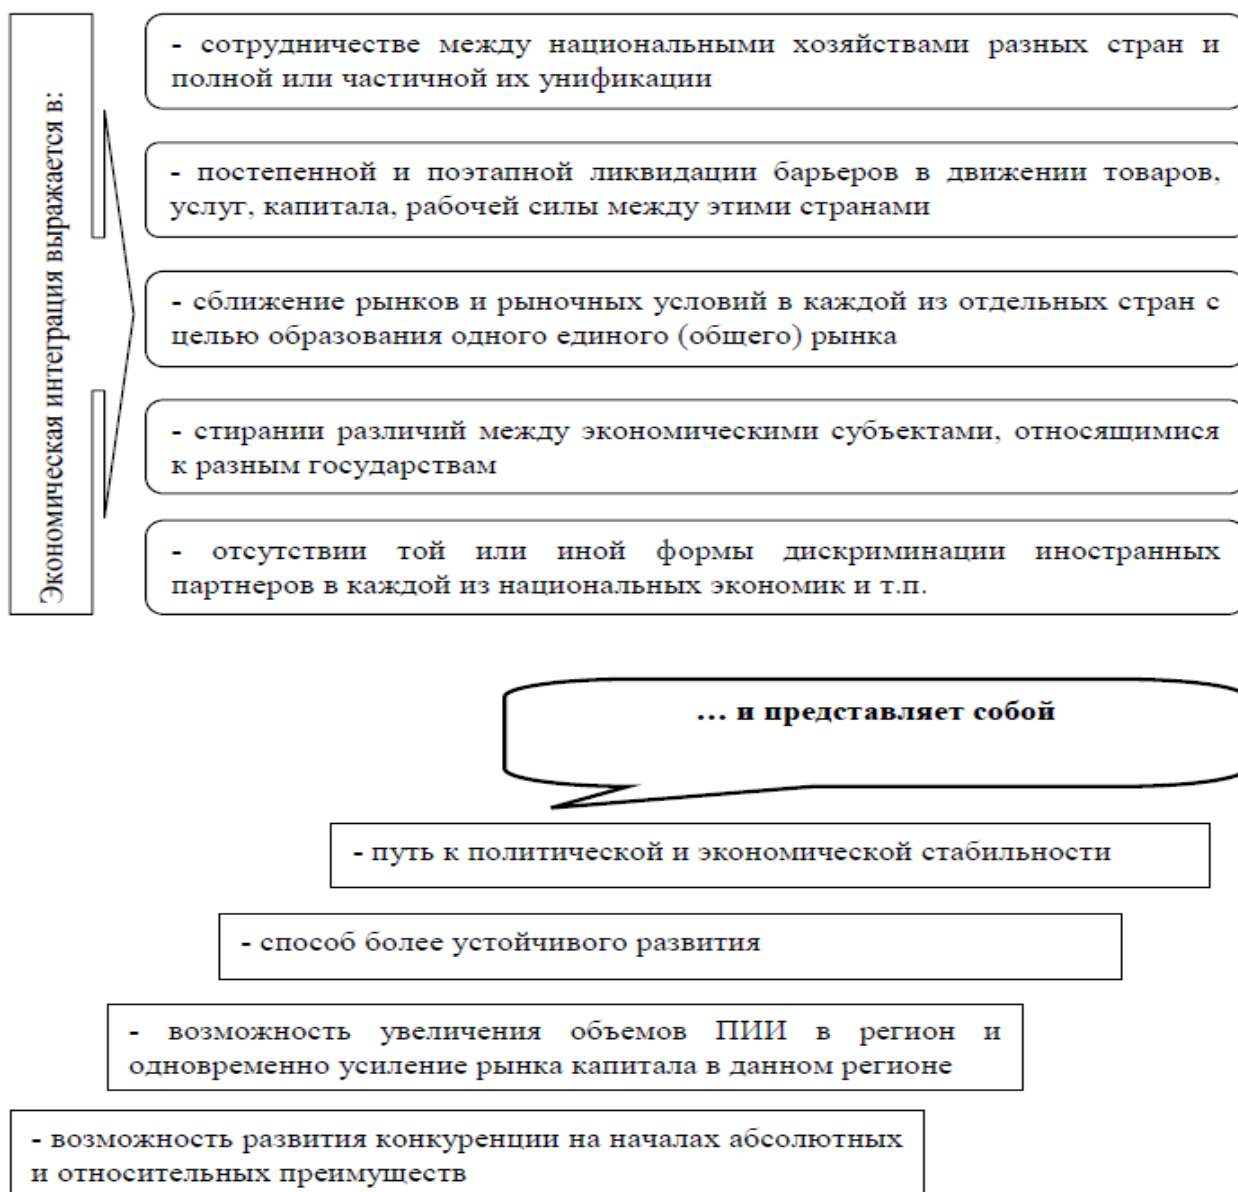 Экономическая интеграция выражается в:
- сотрудничестве между национальными хозяйствами разных стран и
полной или частичной их унификации
- постепенной и поэтапной ликвидации барьеров в движении товаров,
услуг, капитала, рабочей силы между этими странами
- сближение рынков и рыночных условий в каждой из отдельных стран с
целью образования одного единого (общего) рынка
- стирании различий между экономическими субъектами, относящимися
к разным государствам
- отсутствии той или иной формы дискриминации иностранных
партнеров в каждой из национальных экономик и т.п.
… и представляет собой
- путь к политической и экономической стабильности
- способ более устойчивого развития
- возможность увеличения объемов ПИИ в регион и
одновременно усиление рынка капитала в данном регионе
- возможность развития конкуренции на началах абсолютных
и относительных преимуществ